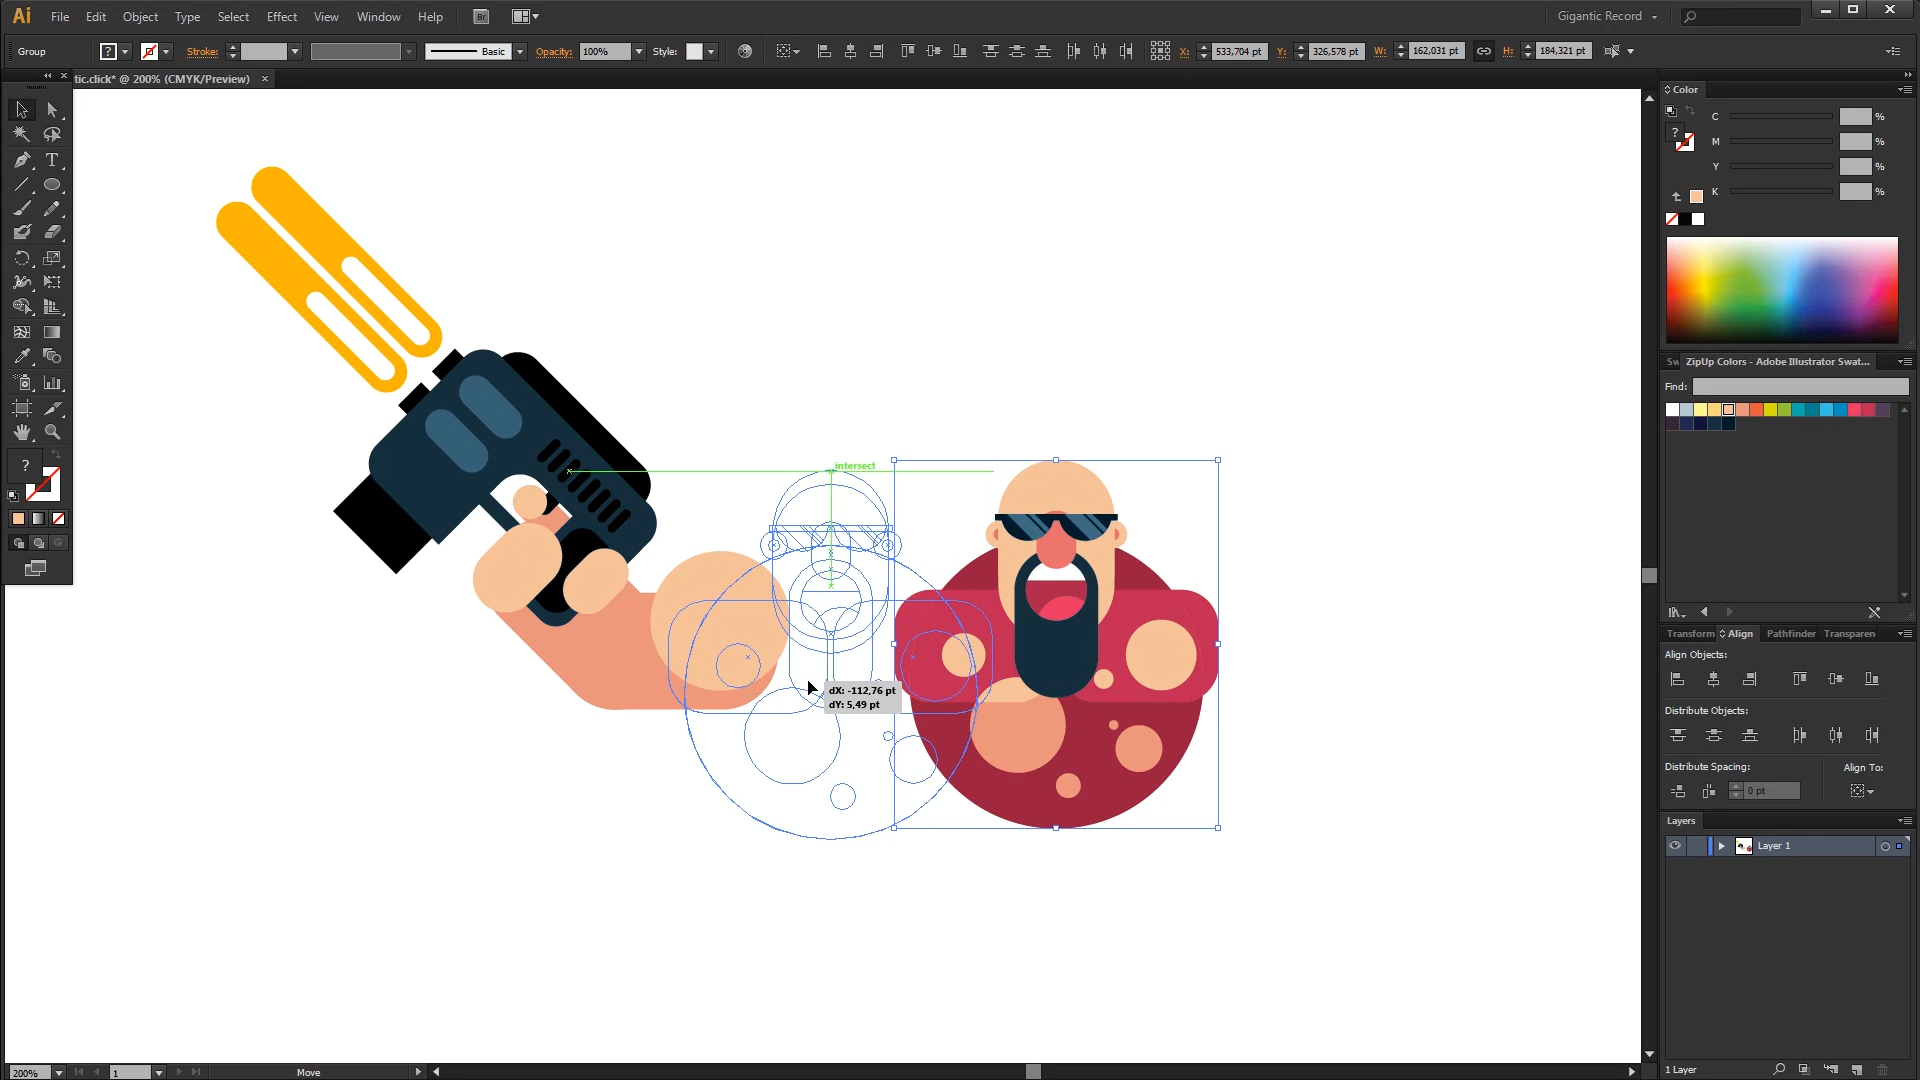 Ai File Edit Object Type Select Effect View Window Help Br Gigantic Record
Group ? Stroke: Basic Opacity: 100% Style: X: 533,704 pt Y: 326,578 pt W: 162,031 pt H: 184,321 pt
tic.click* @ 200% (CMYK/Preview)
Color
C %
M %
Y %
K %
?
ZipUp Colors - Adobe Illustrator Swat...
Sw
Find:
T
?
intersect
dX: -112,76 pt
dY: 5,49 pt
Transform Align Pathfinder Transparen
Align Objects:
Distribute Objects:
Distribute Spacing: Align To:
0 pt
Layers
Layer 1
1 Layer
200% 1 Move